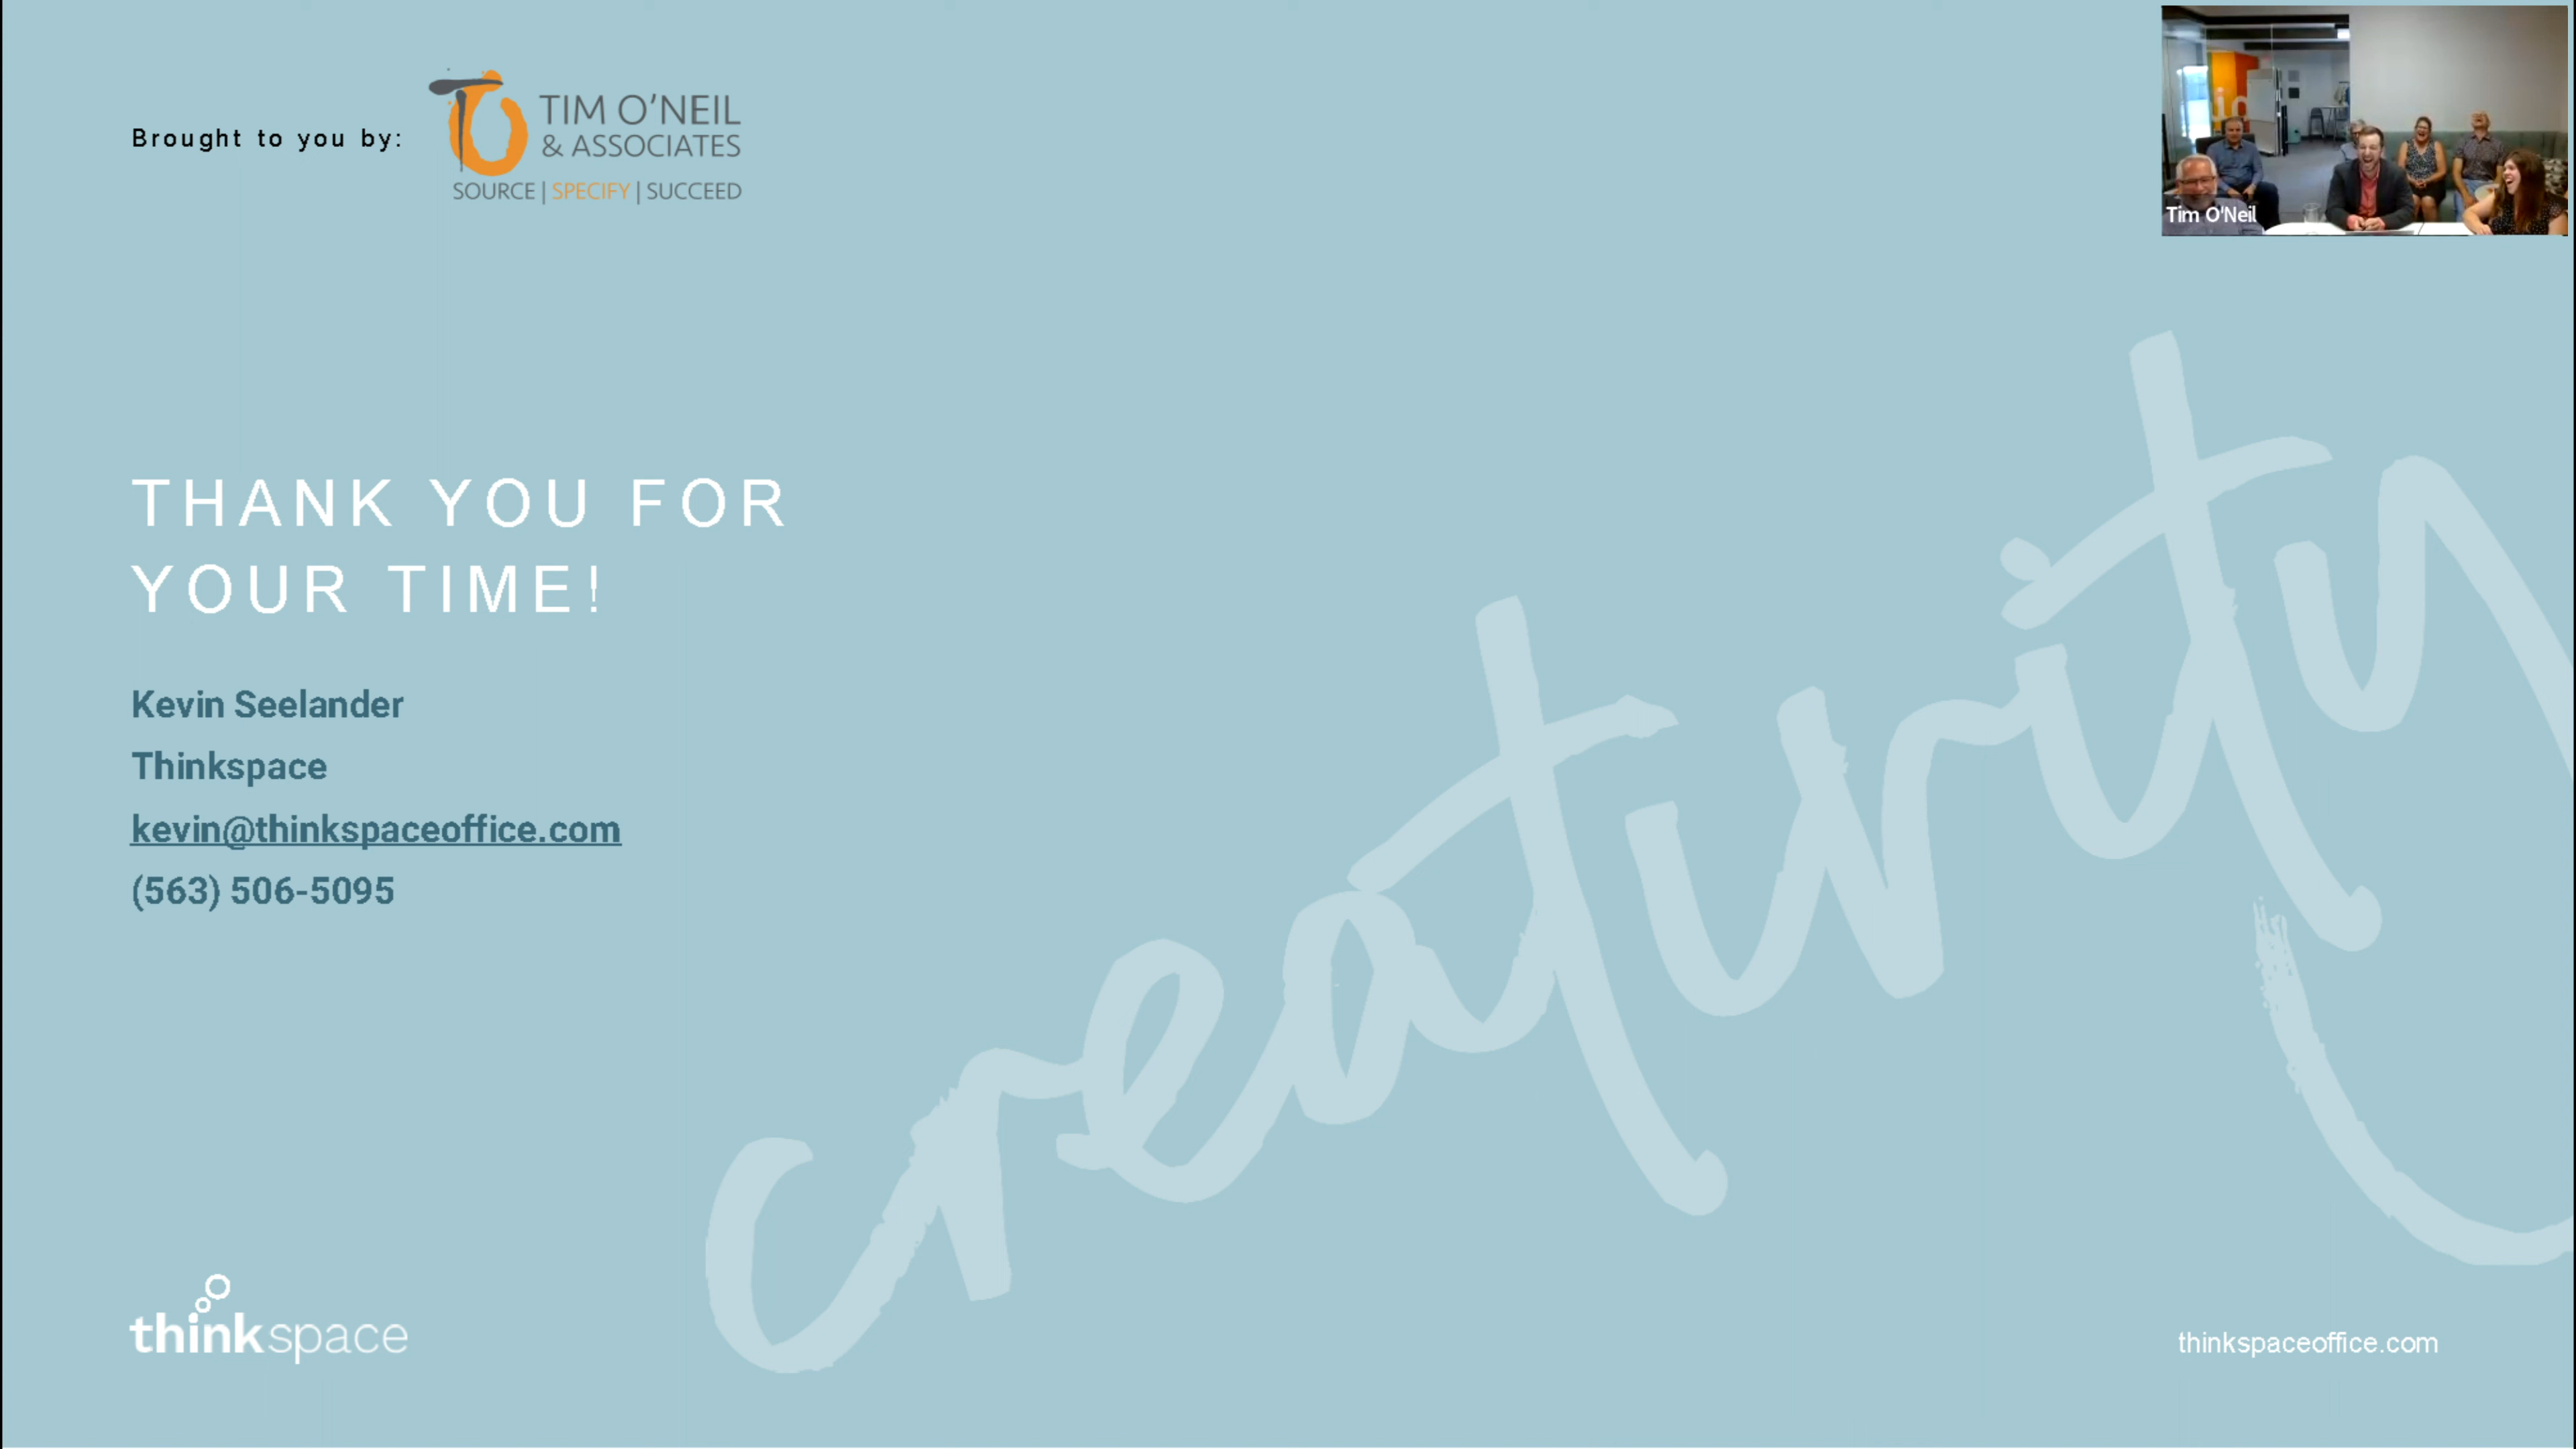 Brought to you by:
TIM O'NEIL
& ASSOCIATES
SOURCE | SPECIFY | SUCCEED
Tim O'Neil
THANK YOU FOR
YOUR TIME!
Kevin Seelander
Thinkspace
kevin@thinkspaceoffice.com
(563) 506-5095
creativity
thinkspace
thinkspaceoffice.com